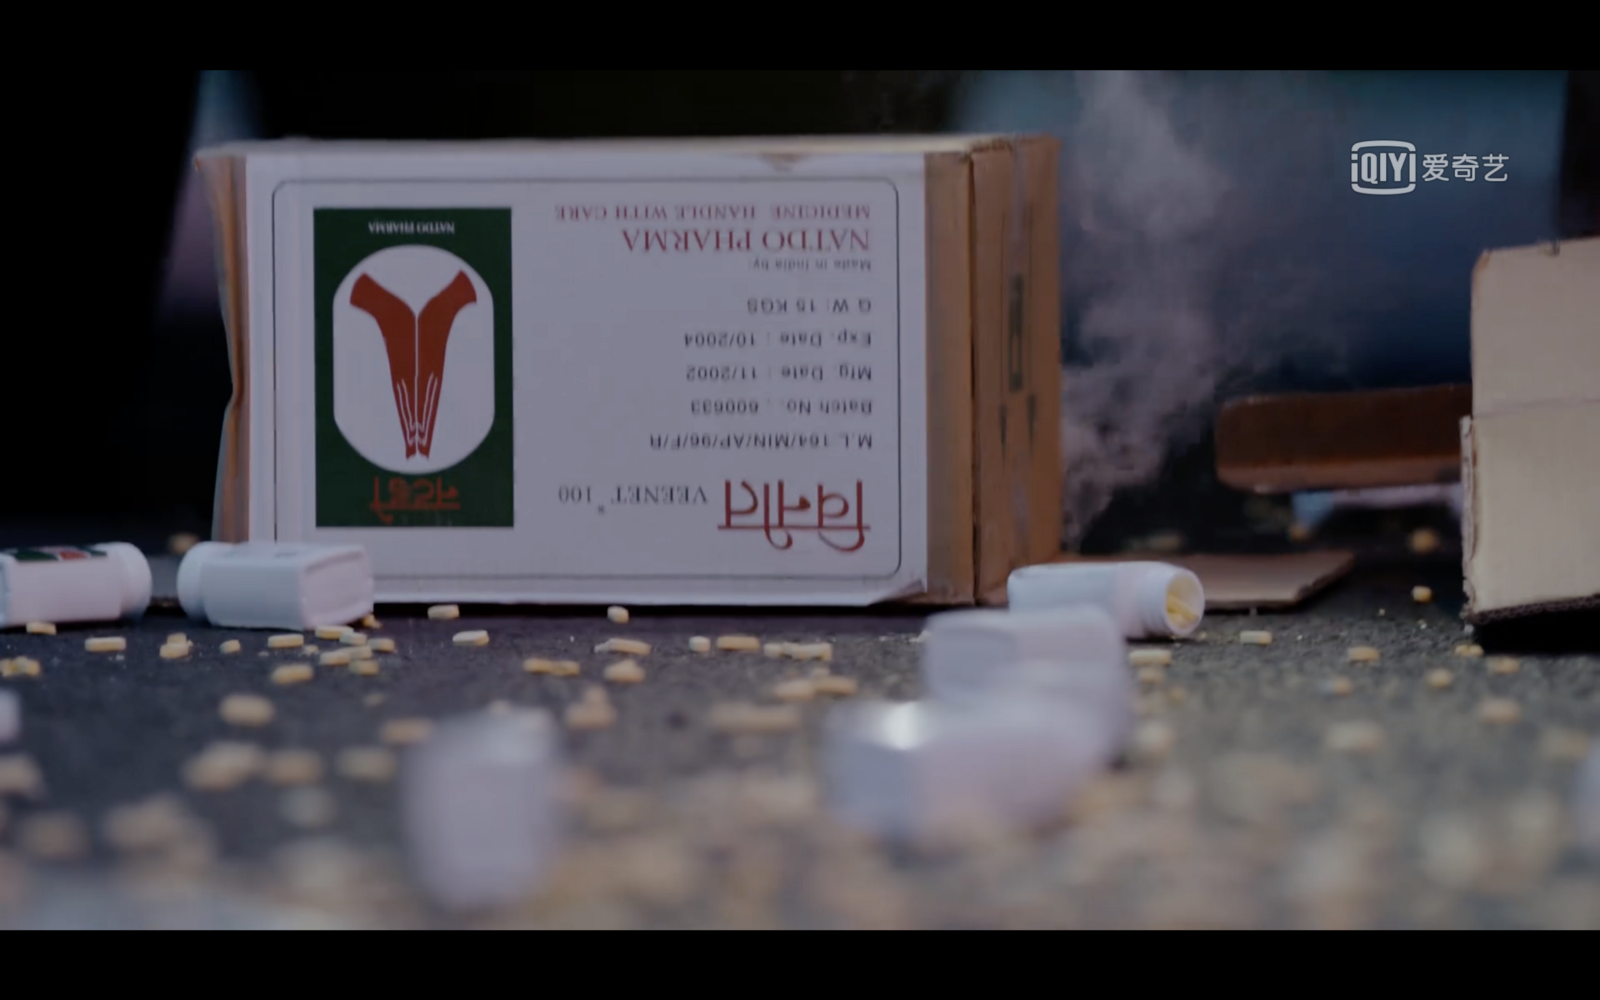 iQIYI 爱奇艺
विनीत VEENET 100
M.L. 164/MIN/AP/96/F/R
Batch No. : 600633
Mfg. Date : 11/2002
Exp. Date : 10/2004
G W: 15 KGS
Made in India by:
NATDO PHARMA
MEDICINE HANDLE WITH CARE
NATDO PHARMA